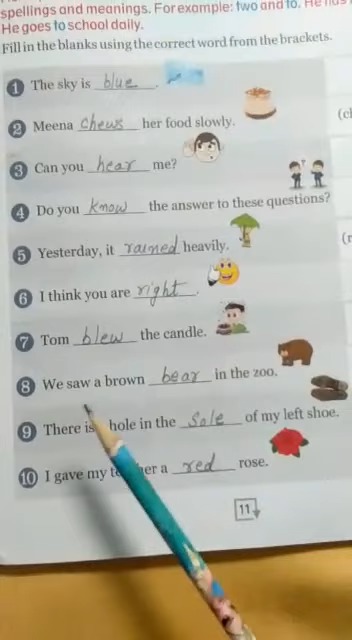 spellings and meanings. For example: two and to. He has
He goes to school daily.
Fill in the blanks using the correct word from the brackets.
1 The sky is blue.
2 Meena chews her food slowly.
3 Can you hear me?
4 Do you know the answer to these questions?
5 Yesterday, it rained heavily.
6 I think you are right.
7 Tom blew the candle.
8 We saw a brown bear in the zoo.
9 There is hole in the sole of my left shoe.
10 I gave my a red rose.
11